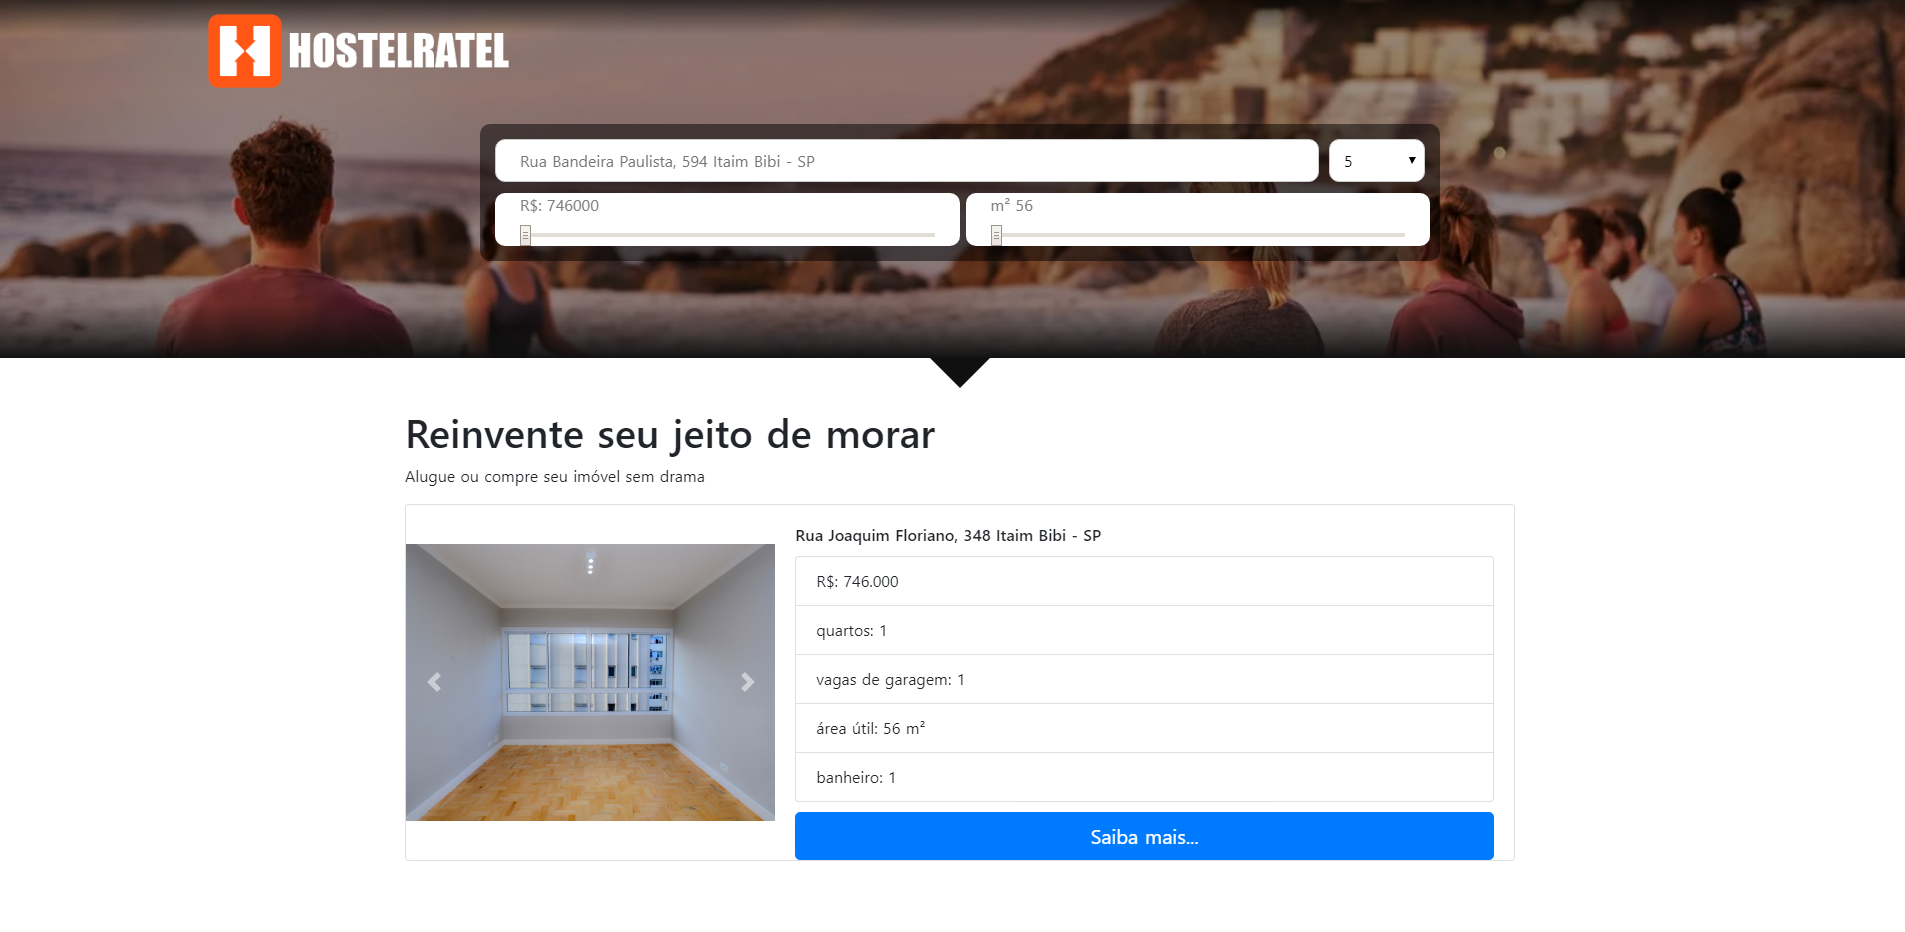 HOSTELRATEL
Rua Bandeira Paulista, 594 Itaim Bibi - SP
5
R$: 746000
m² 56
Reinvente seu jeito de morar
Alugue ou compre seu imóvel sem drama
Rua Joaquim Floriano, 348 Itaim Bibi - SP
R$: 746.000
quartos: 1
vagas de garagem: 1
área útil: 56 m²
banheiro: 1
Saiba mais...